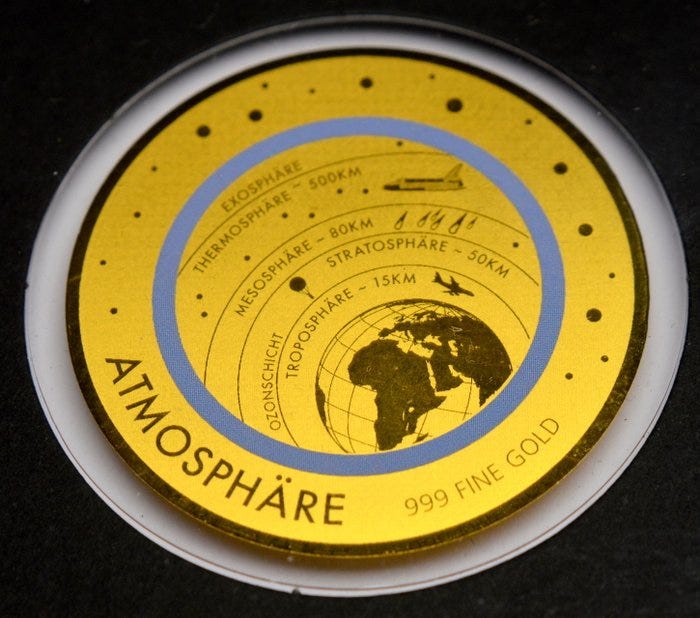 EXOSPHÄRE
THERMOSPHÄRE ~ 500KM
MESOSPHÄRE ~ 80KM
STRATOSPHÄRE ~ 50KM
TROPOSPHÄRE ~ 15KM
OZONSCHICHT
ATMOSPHÄRE
999 FINE GOLD